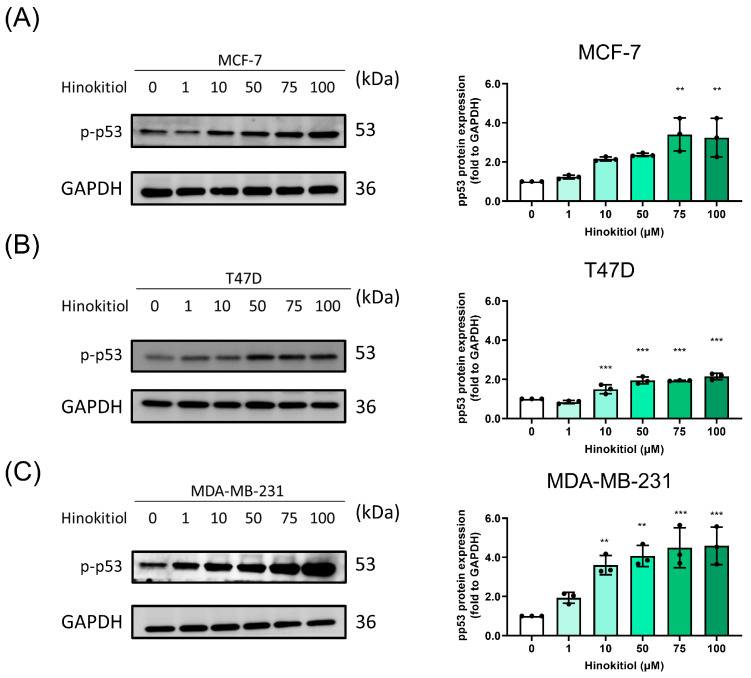 (A)
MCF-7
Hinokitiol 0 1 10 50 75 100 (kDa)
p-p53 53
GAPDH 36
MCF-7
pp53 protein expression
(fold to GAPDH)
6.0
4.0
2.0
0.0
** **
0 1 10 50 75 100
Hinokitiol (μM)
(B)
T47D
Hinokitiol 0 1 10 50 75 100 (kDa)
p-p53 53
GAPDH 36
T47D
pp53 protein expression
(fold to GAPDH)
6.0
4.0
2.0
0.0
*** *** *** ***
0 1 10 50 75 100
Hinokitiol (μM)
(C)
MDA-MB-231
Hinokitiol 0 1 10 50 75 100 (kDa)
p-p53 53
GAPDH 36
MDA-MB-231
pp53 protein expression
(fold to GAPDH)
6.0
4.0
2.0
0.0
** ** *** ***
0 1 10 50 75 100
Hinokitiol (μM)